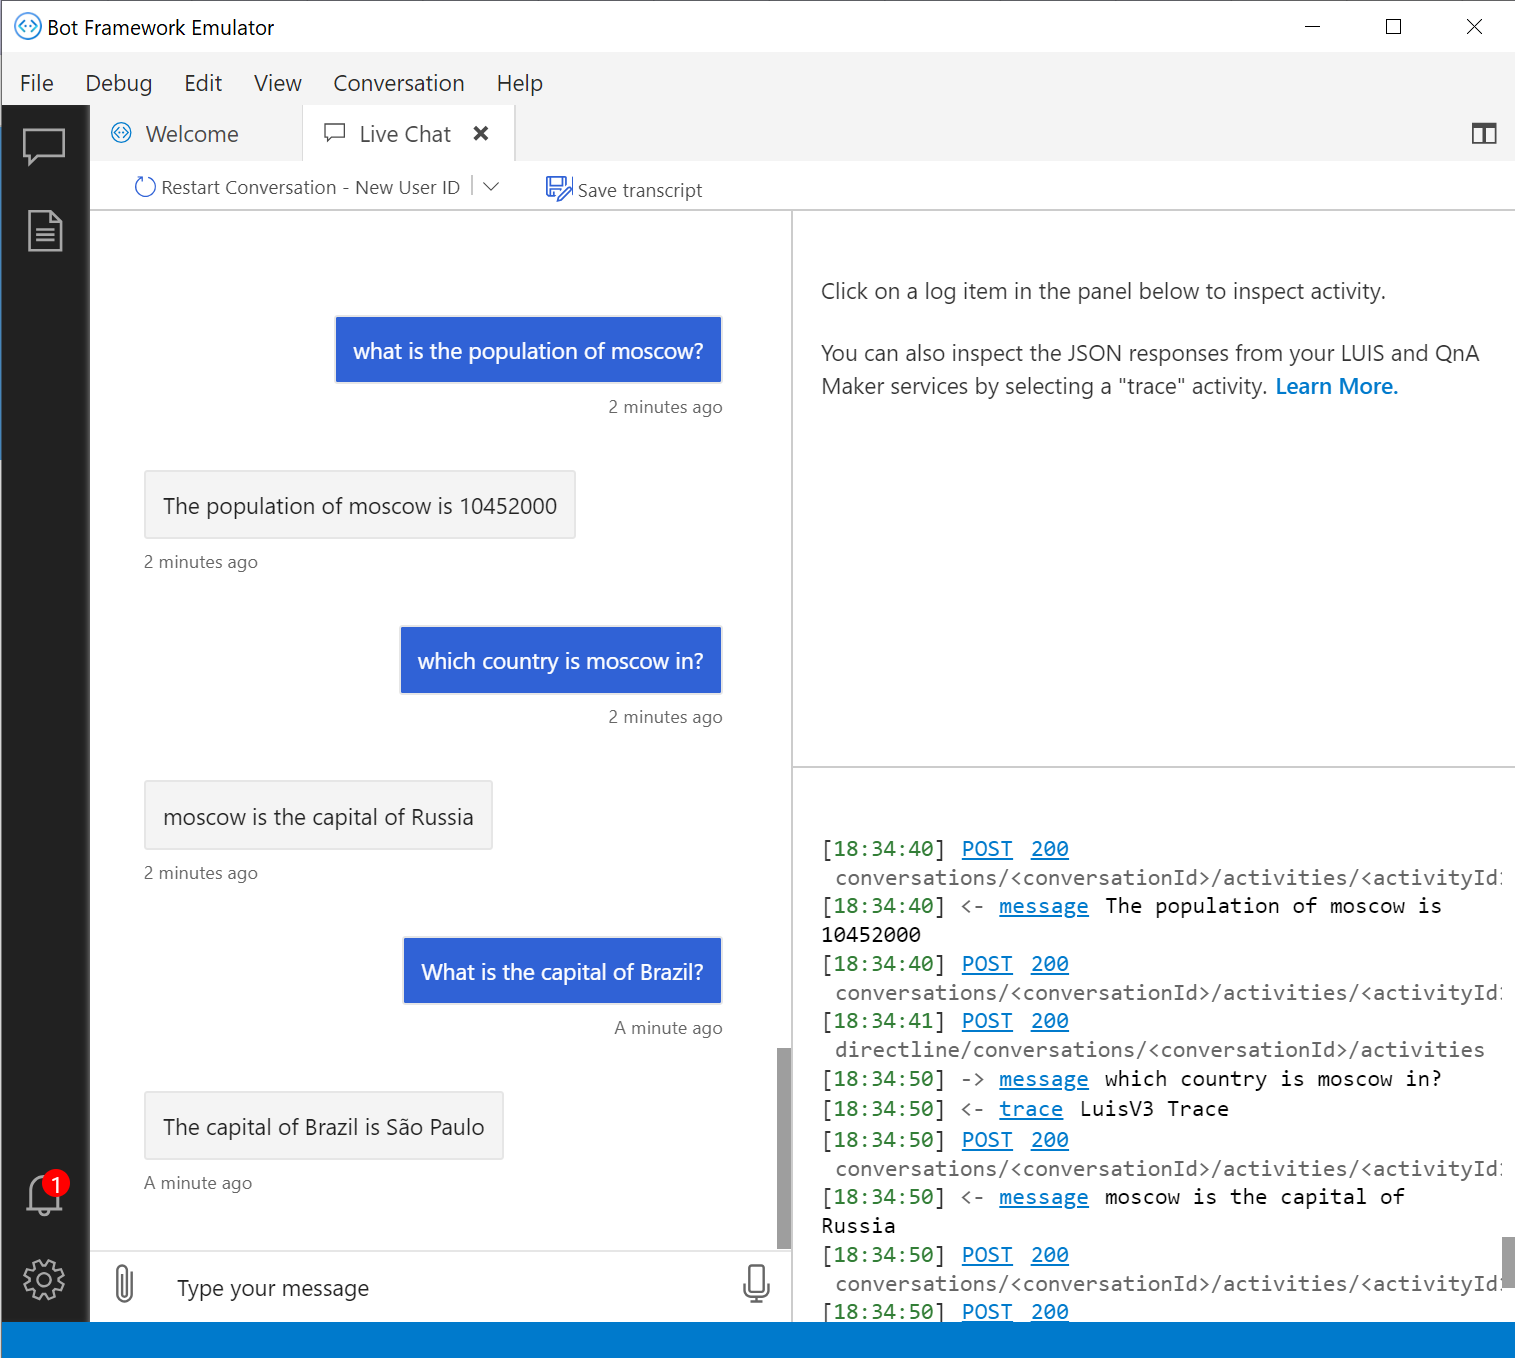 Bot Framework Emulator
File Debug Edit View Conversation Help
Welcome Live Chat
Restart Conversation - New User ID Save transcript
what is the population of moscow?
2 minutes ago
The population of moscow is 10452000
2 minutes ago
which country is moscow in?
2 minutes ago
moscow is the capital of Russia
2 minutes ago
What is the capital of Brazil?
A minute ago
The capital of Brazil is São Paulo
A minute ago
1
Type your message
Click on a log item in the panel below to inspect activity.
You can also inspect the JSON responses from your LUIS and QnA
Maker services by selecting a "trace" activity. Learn More.
[18:34:40] POST 200
conversations/<conversationId>/activities/<activityId>
[18:34:40] <- message The population of moscow is
10452000
[18:34:40] POST 200
conversations/<conversationId>/activities/<activityId>
[18:34:41] POST 200
directline/conversations/<conversationId>/activities
[18:34:50] -> message which country is moscow in?
[18:34:50] <- trace LuisV3 Trace
[18:34:50] POST 200
conversations/<conversationId>/activities/<activityId>
[18:34:50] <- message moscow is the capital of
Russia
[18:34:50] POST 200
conversations/<conversationId>/activities/<activityId>
[18:34:50] POST 200